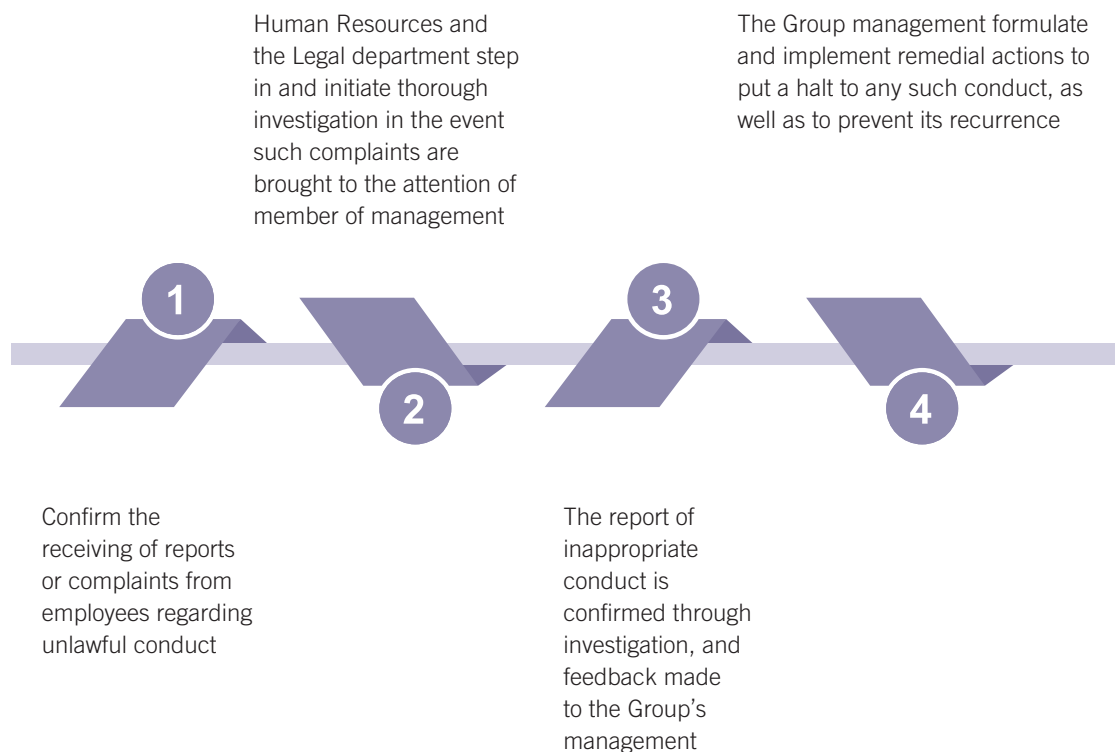 1
Confirm the
receiving of reports
or complaints from
employees regarding
unlawful conduct
2
Human Resources and
the Legal department step
in and initiate thorough
investigation in the event
such complaints are
brought to the attention of
member of management
3
The report of
inappropriate
conduct is
confirmed through
investigation, and
feedback made
to the Group’s
management
4
The Group management formulate
and implement remedial actions to
put a halt to any such conduct, as
well as to prevent its recurrence